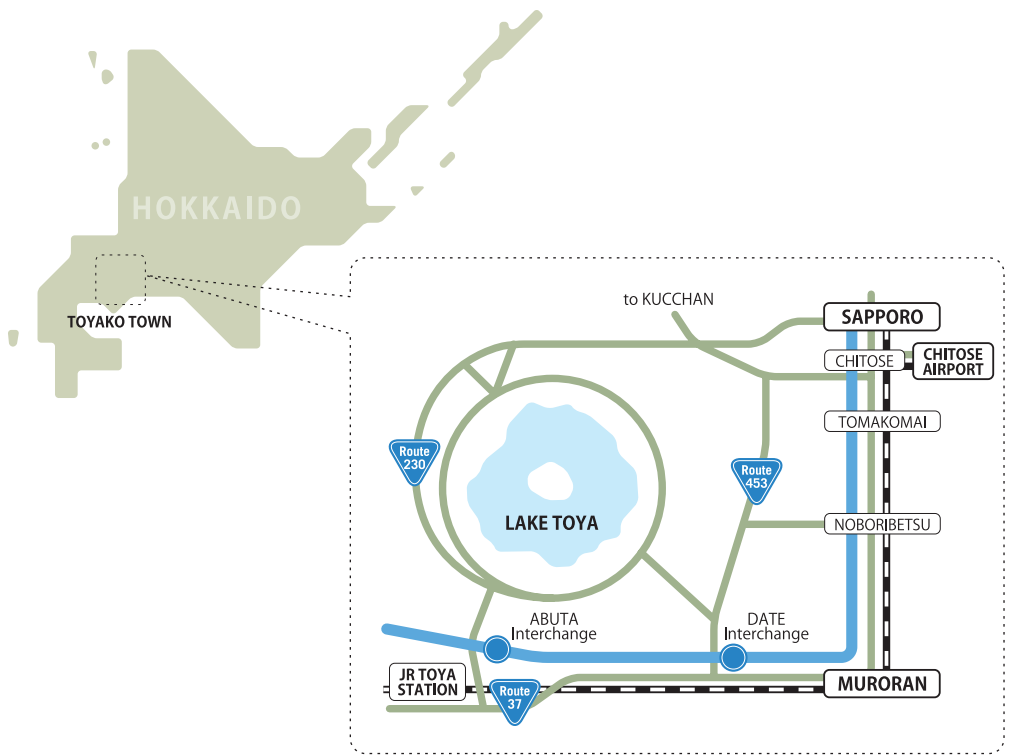 HOKKAIDO
TOYAKO TOWN
to KUCCHAN
SAPPORO
CHITOSE
CHITOSE
AIRPORT
TOMAKOMAI
Route
230
Route
453
LAKE TOYA
NOBORIBETSU
ABUTA
Interchange
DATE
Interchange
JR TOYA
STATION
Route
37
MURORAN